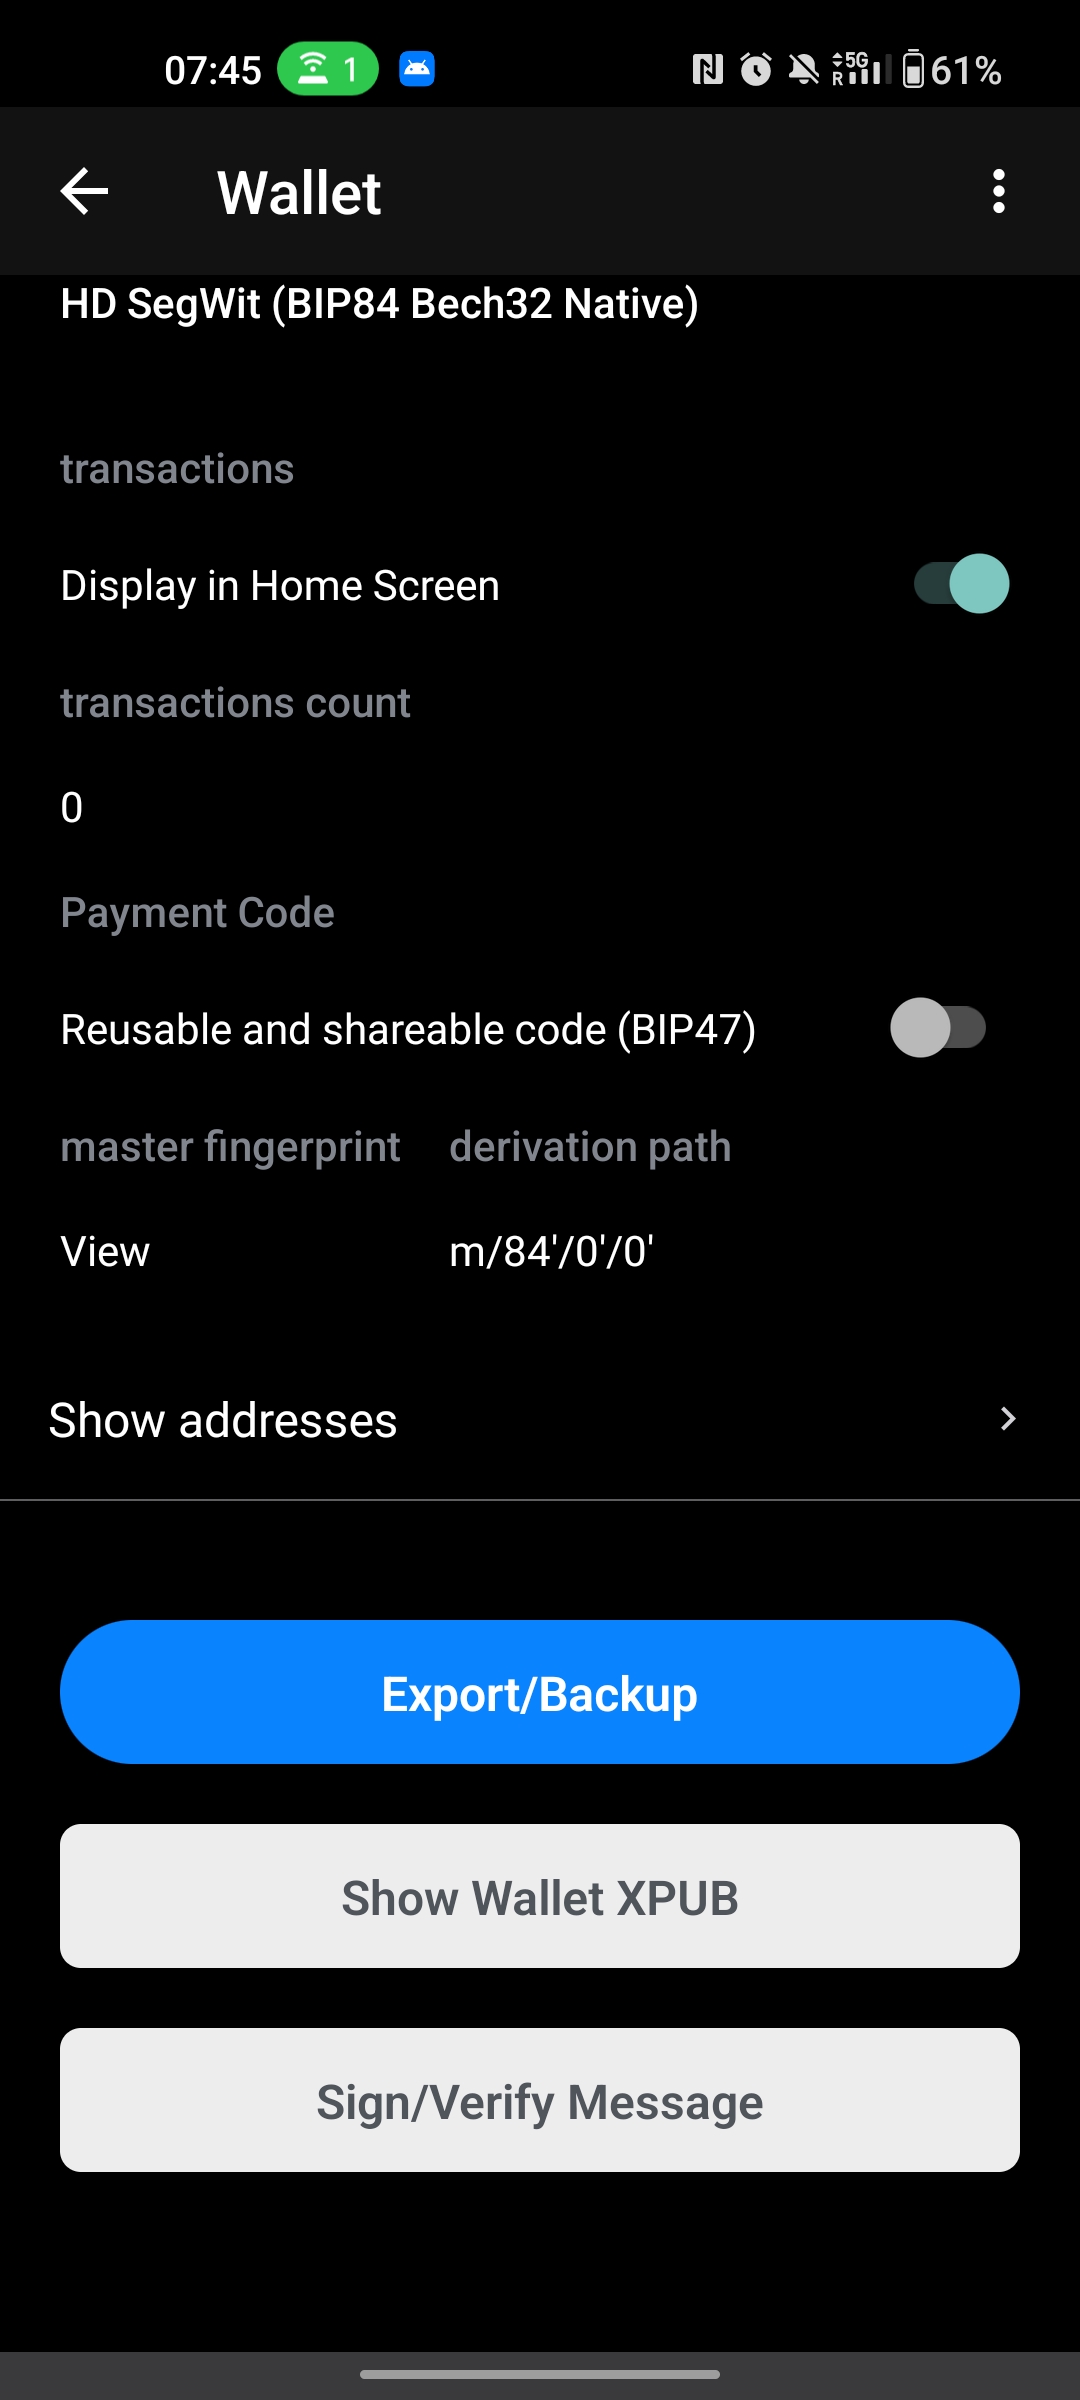 07:45 1 5G R 61%
Wallet
HD SegWit (BIP84 Bech32 Native)
transactions
Display in Home Screen
transactions count
0
Payment Code
Reusable and shareable code (BIP47)
master fingerprint derivation path
View m/84'/0'/0'
Show addresses
Export/Backup
Show Wallet XPUB
Sign/Verify Message